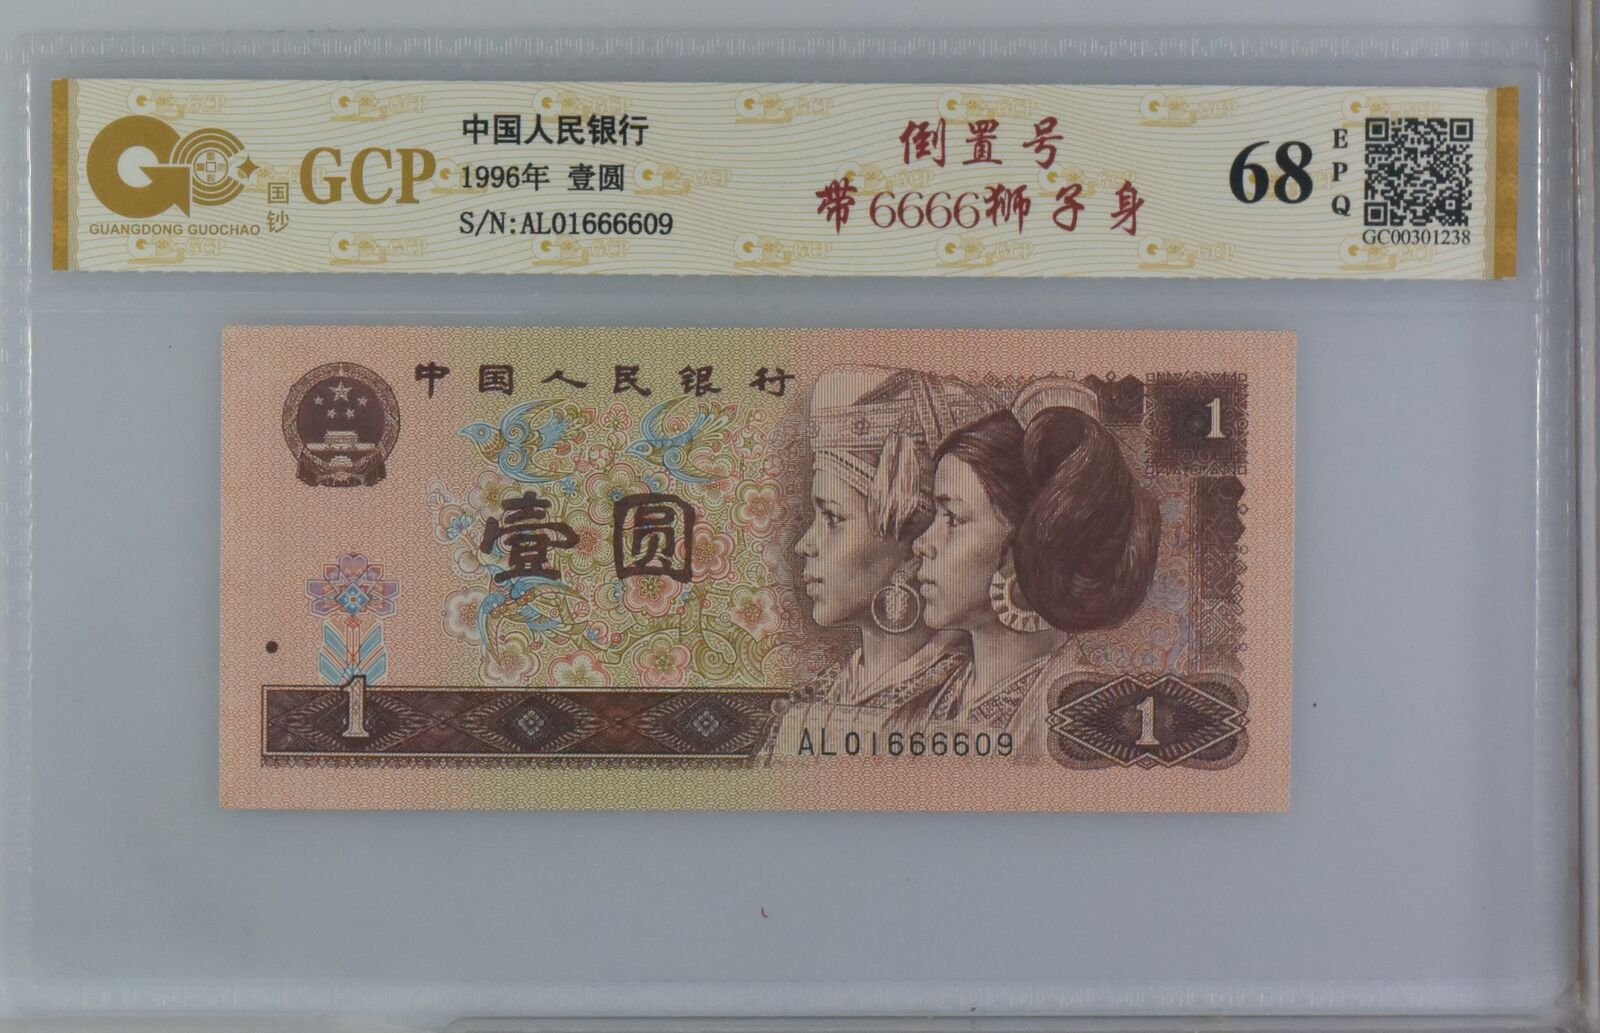 中国人民银行
1996年 壹圆
S/N:AL01666609
GCP
国钞
GUANGDONG GUOCHAO
倒置号
带6666狮子身
68
EPQ
GC00301238
中国人民银行
1
壹圆
1
AL01666609
1